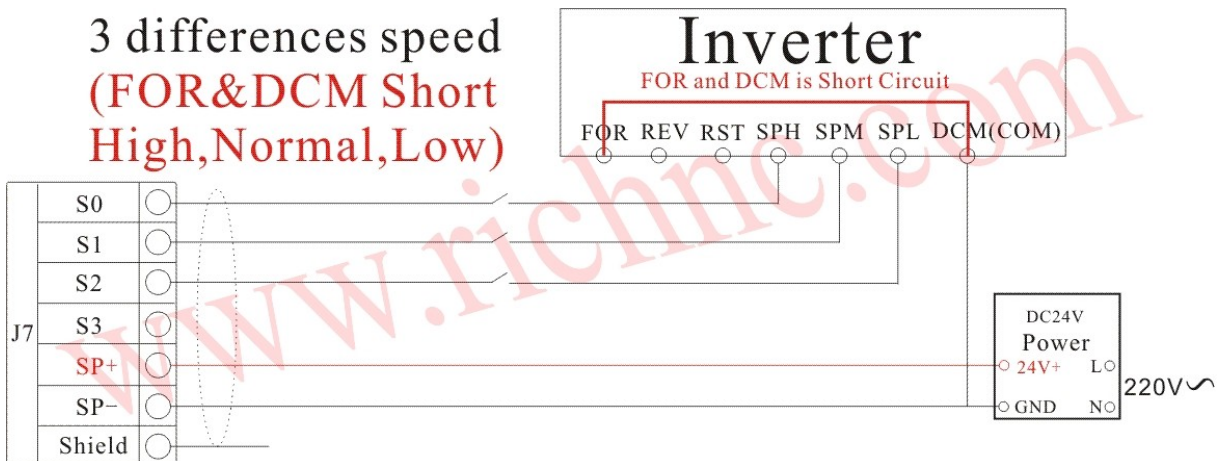 3 differences speed
(FOR&DCM Short
High,Normal,Low)
Inverter
FOR and DCM is Short Circuit
FOR REV RST SPH SPM SPL DCM(COM)
J7
S0
S1
S2
S3
SP+
SP−
Shield
DC24V
Power
24V+ L
GND N
220V
www.richnc.com